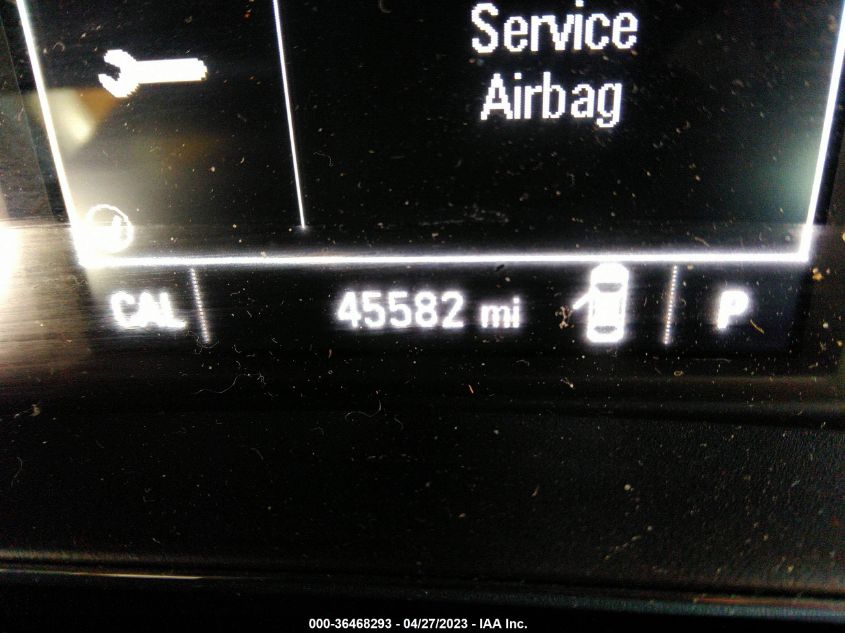 Service
Airbag
CAL 45582 mi P
000-36468293 - 04/27/2023 - IAA Inc.